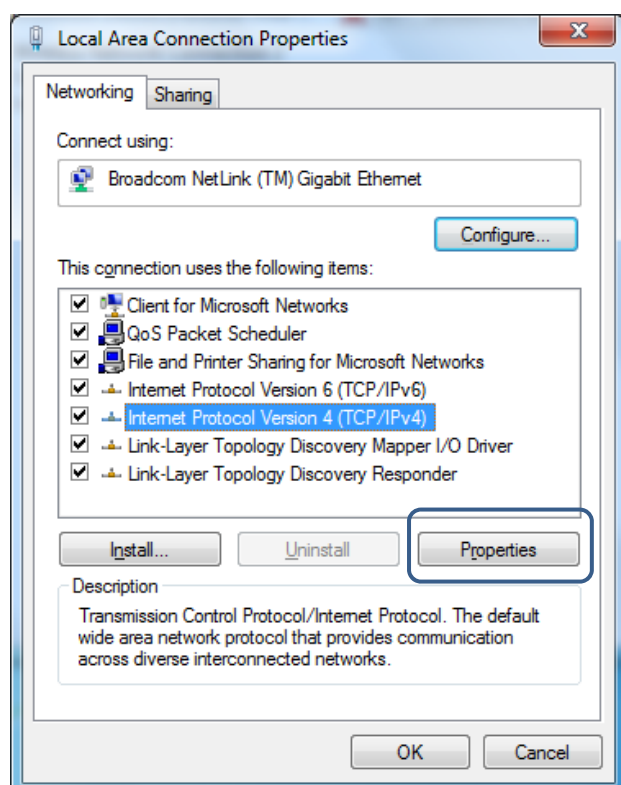 Local Area Connection Properties
Networking
Sharing
Connect using:
Broadcom NetLink (TM) Gigabit Ethernet
Configure...
This connection uses the following items:
Client for Microsoft Networks
QoS Packet Scheduler
File and Printer Sharing for Microsoft Networks
Internet Protocol Version 6 (TCP/IPv6)
Internet Protocol Version 4 (TCP/IPv4)
Link-Layer Topology Discovery Mapper I/O Driver
Link-Layer Topology Discovery Responder
Install...
Uninstall
Properties
Description
Transmission Control Protocol/Internet Protocol. The default
wide area network protocol that provides communication
across diverse interconnected networks.
OK
Cancel